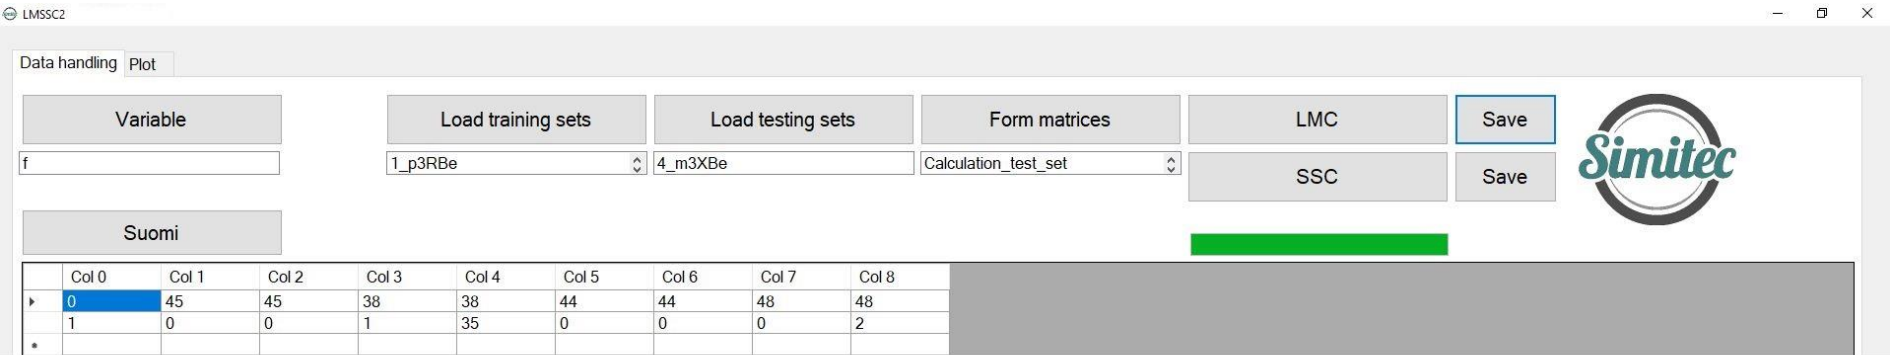 LMSSC2
Data handling Plot
Variable Load training sets Load testing sets Form matrices LMC Save
f 1_p3RBe 4_m3XBe Calculation_test_set
SSC Save
Simitec
Suomi
Col 0 Col 1 Col 2 Col 3 Col 4 Col 5 Col 6 Col 7 Col 8
0 45 45 38 38 44 44 48 48
1 0 0 1 35 0 0 0 2